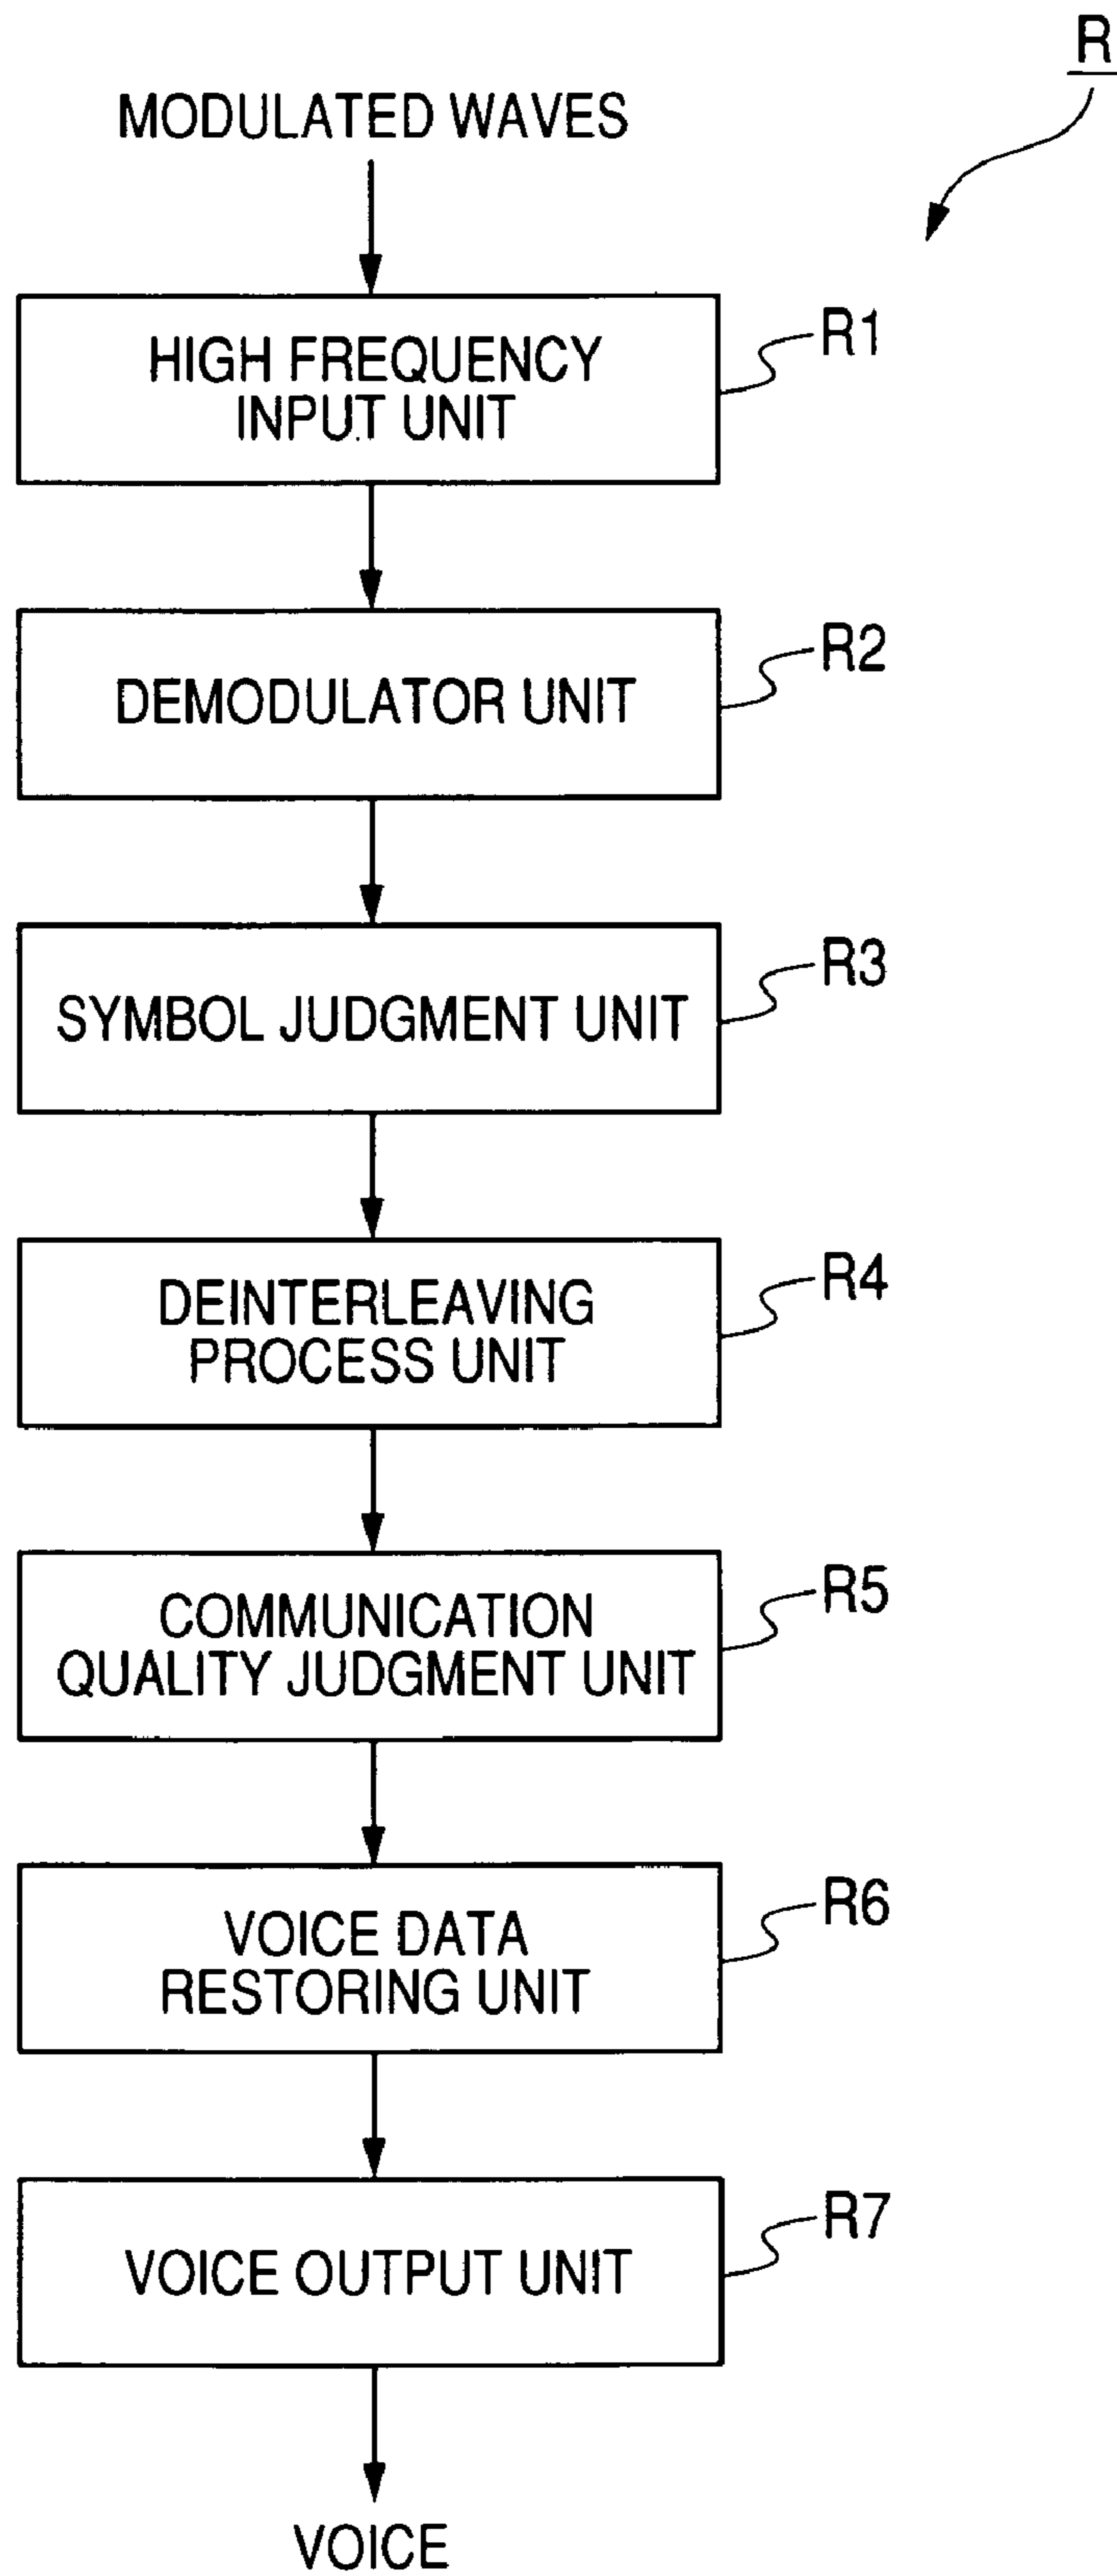 R
MODULATED WAVES
HIGH FREQUENCY
INPUT UNIT
R1
DEMODULATOR UNIT
R2
SYMBOL JUDGMENT UNIT
R3
DEINTERLEAVING
PROCESS UNIT
R4
COMMUNICATION
QUALITY JUDGMENT UNIT
R5
VOICE DATA
RESTORING UNIT
R6
VOICE OUTPUT UNIT
R7
VOICE